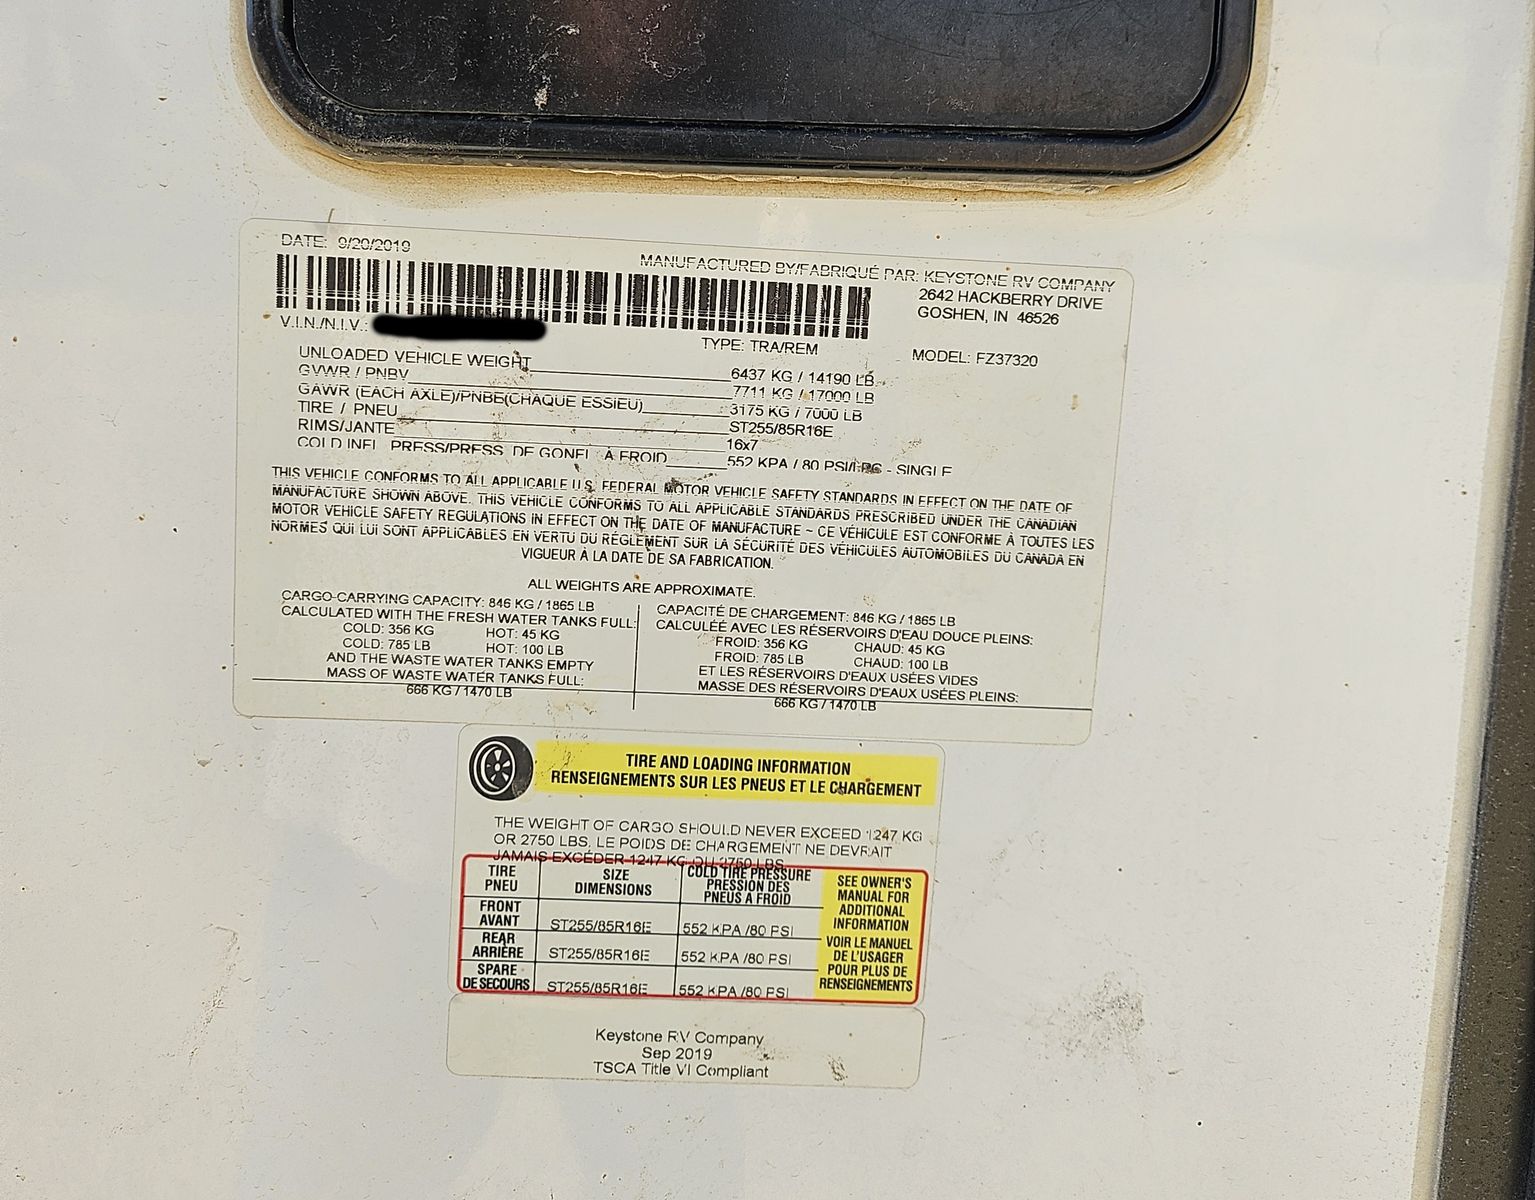 DATE: 9/20/2019
MANUFACTURED BY/FABRIQUÉ PAR: KEYSTONE RV COMPANY
2642 HACKBERRY DRIVE
GOSHEN, IN 46526
V.I.N./N.I.V.:
TYPE: TRA/REM
MODEL: FZ37320
UNLOADED VEHICLE WEIGHT 6437 KG / 14190 LB
GVWR / PNBV 7711 KG / 17000 LB
GAWR (EACH AXLE)/PNBE(CHAQUE ESSIEU) 3175 KG / 7000 LB
TIRE / PNEU ST255/85R16E
RIMS/JANTE 16x7
COLD INFL. PRESS/PRESS. DE GONFL. À FROID 552 KPA / 80 PSI/LPC - SINGLE
THIS VEHICLE CONFORMS TO ALL APPLICABLE U.S. FEDERAL MOTOR VEHICLE SAFETY STANDARDS IN EFFECT ON THE DATE OF
MANUFACTURE SHOWN ABOVE. THIS VEHICLE CONFORMS TO ALL APPLICABLE STANDARDS PRESCRIBED UNDER THE CANADIAN
MOTOR VEHICLE SAFETY REGULATIONS IN EFFECT ON THE DATE OF MANUFACTURE ~ CE VÉHICULE EST CONFORME À TOUTES LES
NORMES QUI LUI SONT APPLICABLES EN VERTU DU RÉGLEMENT SUR LA SÉCURITÉ DES VÉHICULES AUTOMOBILES DU CANADA EN
VIGUEUR À LA DATE DE SA FABRICATION.
ALL WEIGHTS ARE APPROXIMATE.
CARGO-CARRYING CAPACITY: 846 KG / 1865 LB
CALCULATED WITH THE FRESH WATER TANKS FULL:
COLD: 356 KG HOT: 45 KG
COLD: 785 LB HOT: 100 LB
AND THE WASTE WATER TANKS EMPTY
MASS OF WASTE WATER TANKS FULL:
666 KG / 1470 LB
CAPACITÉ DE CHARGEMENT: 846 KG / 1865 LB
CALCULÉE AVEC LES RÉSERVOIRS D'EAU DOUCE PLEINS:
FROID: 356 KG CHAUD: 45 KG
FROID: 785 LB CHAUD: 100 LB
ET LES RÉSERVOIRS D'EAUX USÉES VIDES
MASSE DES RÉSERVOIRS D'EAUX USÉES PLEINS:
666 KG / 1470 LB
TIRE AND LOADING INFORMATION
RENSEIGNEMENTS SUR LES PNEUS ET LE CHARGEMENT
THE WEIGHT OF CARGO SHOULD NEVER EXCEED 1247 KG
OR 2750 LBS. LE POIDS DE CHARGEMENT NE DEVRAIT
JAMAIS EXCÉDER 1247 KG OU 2750 LBS.
TIRE
PNEU
SIZE
DIMENSIONS
COLD TIRE PRESSURE
PRESSION DES
PNEUS A FROID
FRONT
AVANT
ST255/85R16E 552 KPA /80 PSI
REAR
ARRIÈRE
ST255/85R16E 552 KPA /80 PSI
SPARE
DE SECOURS
ST255/85R16E 552 KPA /80 PSI
SEE OWNER'S
MANUAL FOR
ADDITIONAL
INFORMATION
VOIR LE MANUEL
DE L'USAGER
POUR PLUS DE
RENSEIGNEMENTS
Keystone RV Company
Sep 2019
TSCA Title VI Compliant